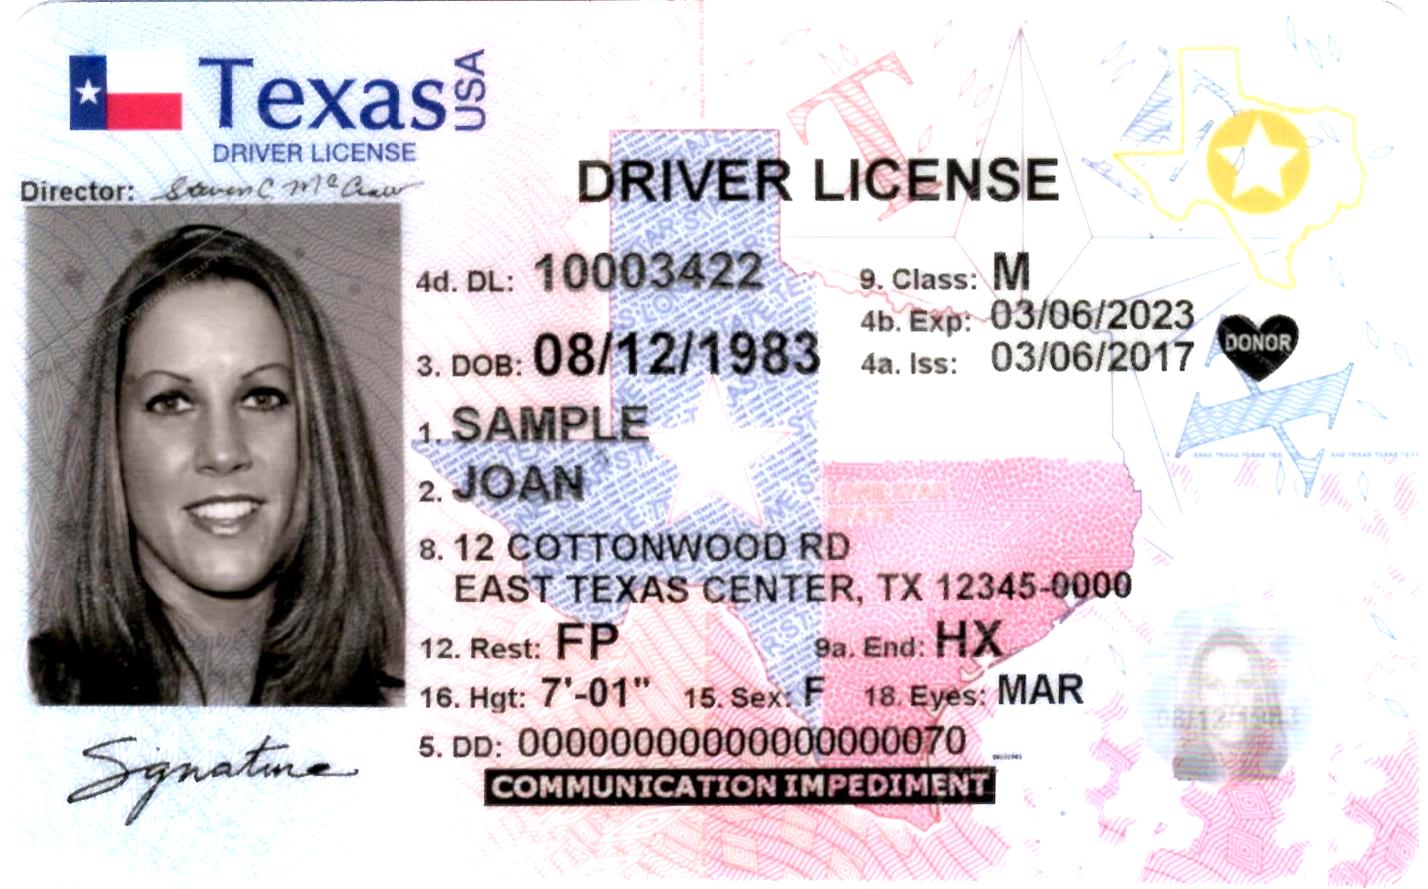 Texas USA
DRIVER LICENSE
Director: Steven C McCraw
DRIVER LICENSE
4d. DL: 10003422
9. Class: M
4b. Exp: 03/06/2023
3. DOB: 08/12/1983
4a. Iss: 03/06/2017
DONOR
1. SAMPLE
2. JOAN
LONE STAR
STATE
8. 12 COTTONWOOD RD
EAST TEXAS CENTER, TX 12345-0000
12. Rest: FP
9a. End: HX
16. Hgt: 7'-01"
15. Sex: F
18. Eyes: MAR
08/12/1983
5. DD: 00000000000000000070
COMMUNICATION IMPEDIMENT
Signature